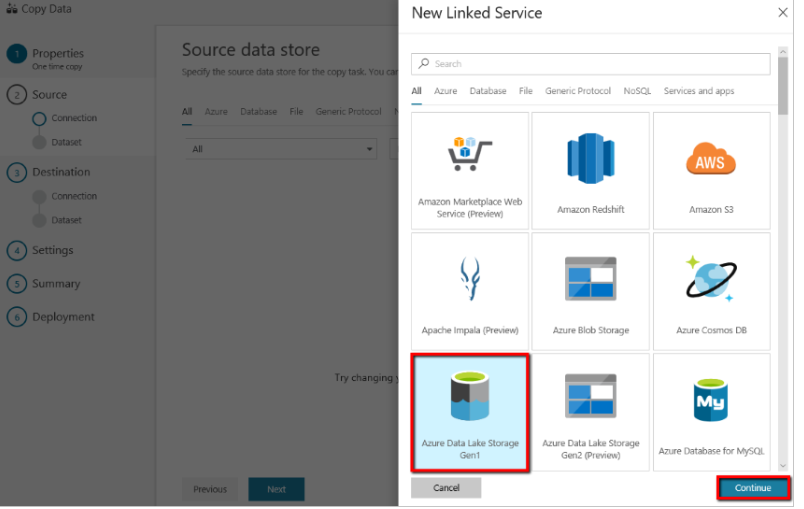 Copy Data
1 Properties
One time copy
2 Source
Connection
Dataset
3 Destination
Connection
Dataset
4 Settings
5 Summary
6 Deployment
Source data store
Specify the source data store for the copy task. You can
All Azure Database File Generic Protocol
All
Try changing
Previous Next
New Linked Service
Search
All Azure Database File Generic Protocol NoSQL Services and apps
Amazon Marketplace Web
Service (Preview)
Amazon Redshift
AWS
Amazon S3
Apache Impala (Preview)
Azure Blob Storage
Azure Cosmos DB
Azure Data Lake Storage
Gen1
Azure Data Lake Storage
Gen2 (Preview)
My
Azure Database for MySQL
Cancel Continue